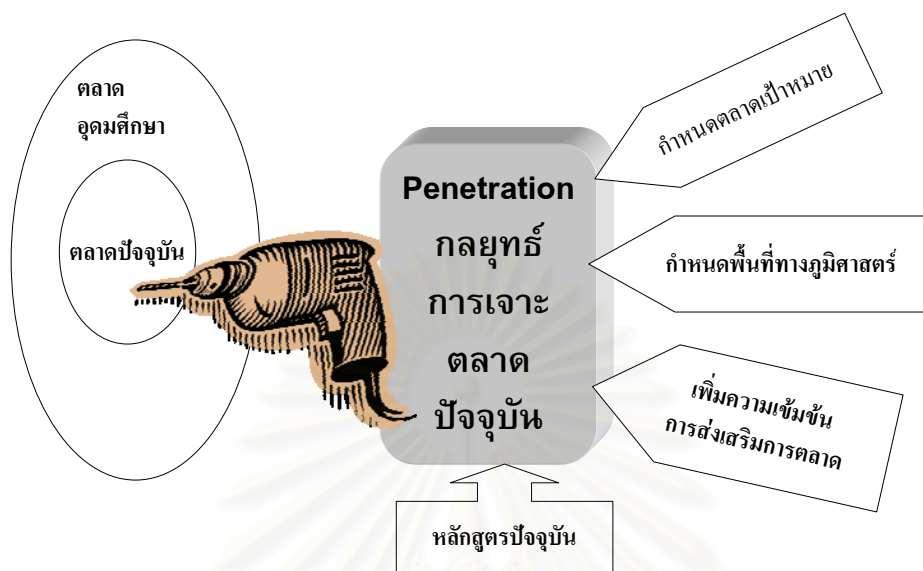 ตลาด
อุดมศึกษา
ตลาดปัจจุบัน
Penetration
กลยุทธ์
การเจาะ
ตลาด
ปัจจุบัน
กำหนดตลาดเป้าหมาย
กำหนดพื้นที่ทางภูมิศาสตร์
เพิ่มความเข้มข้น
การส่งเสริมการตลาด
หลักสูตรปัจจุบัน